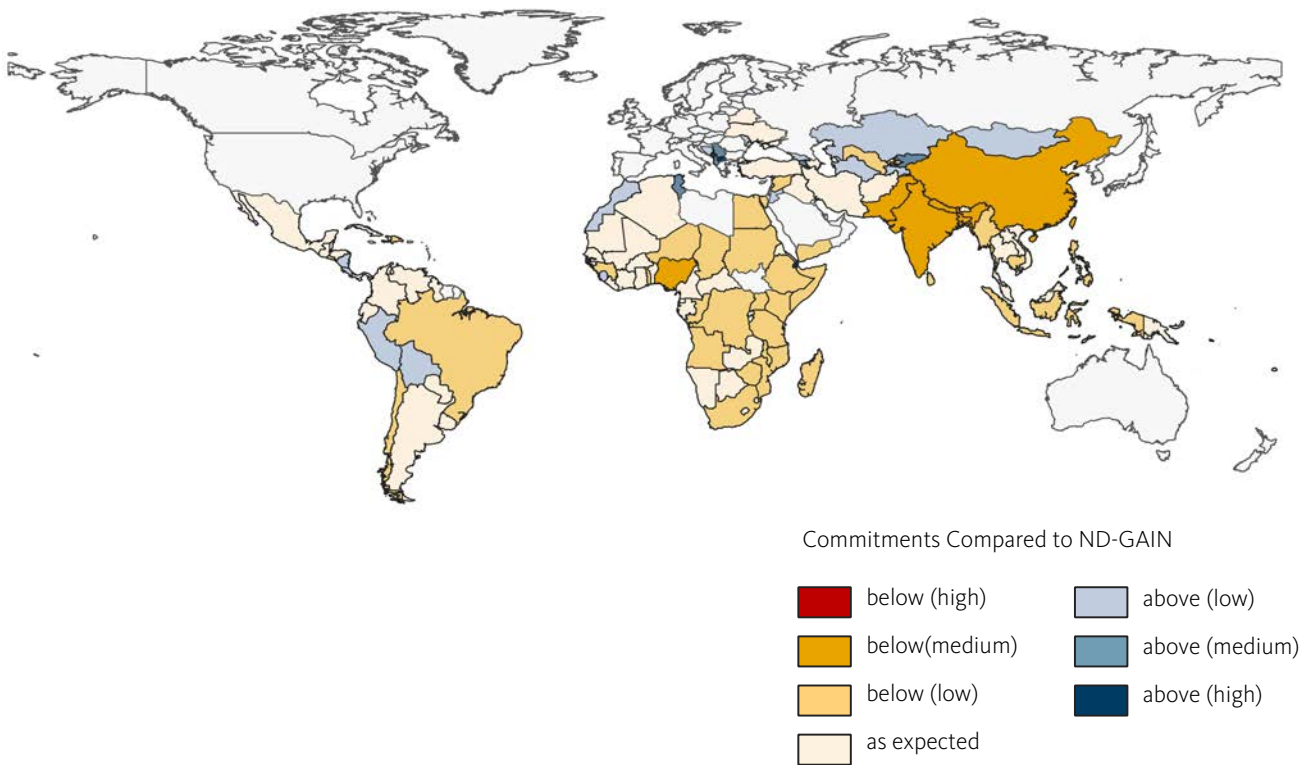 Commitments Compared to ND-GAIN
below (high)
below(medium)
below (low)
as expected
above (low)
above (medium)
above (high)